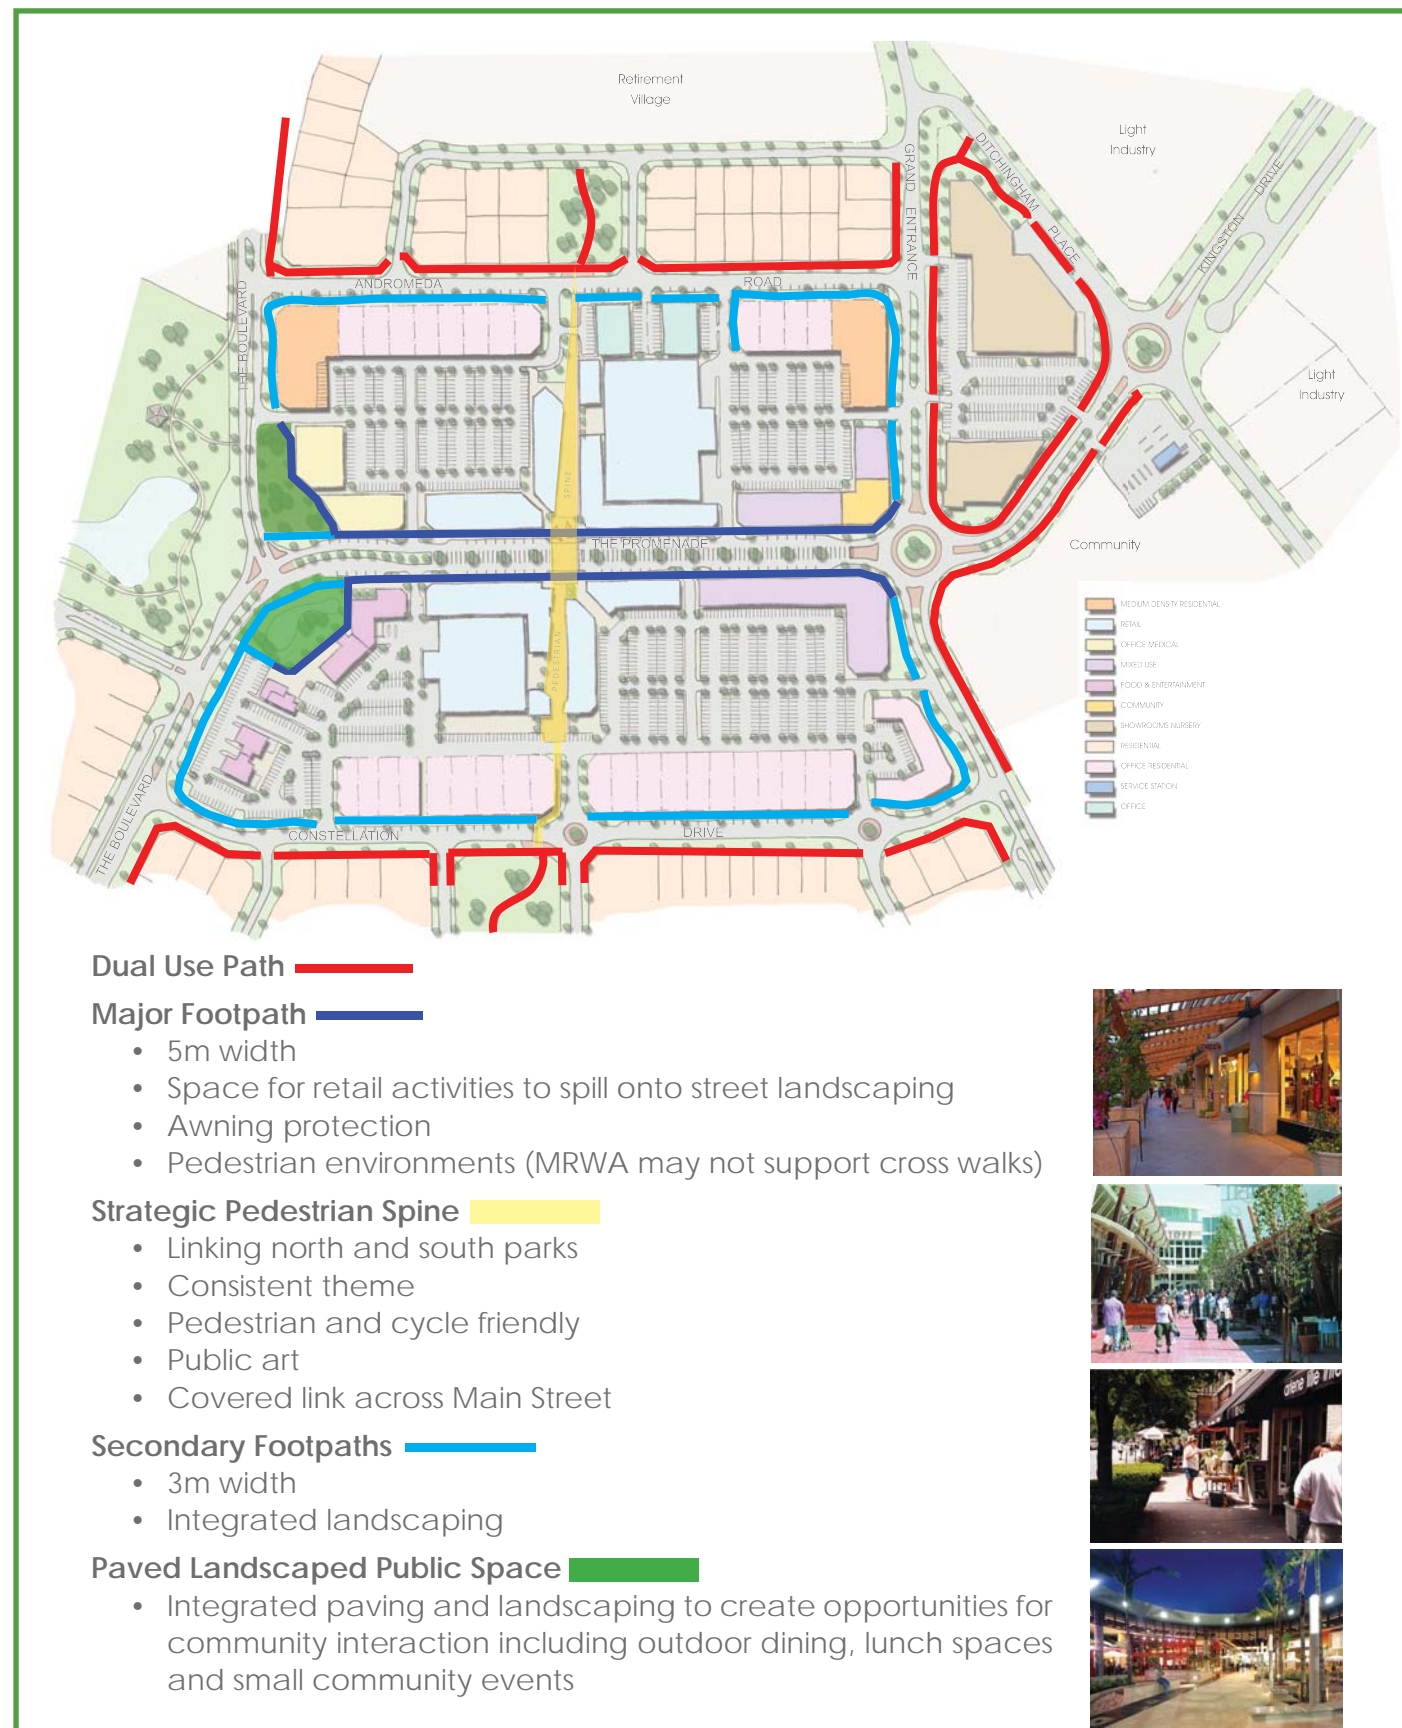 Retirement
Village
Light
Industry
DITCHINGHAM PLACE
GRAND ENTRANCE
KINGSTON DRIVE
ANDROMEDA ROAD
THE BOULEVARD
Light
Industry
SPINE
THE PROMENADE
Community
PEDESTRIAN
MEDIUM DENSITY RESIDENTIAL
RETAIL
OFFICE MEDICAL
MIXED USE
FOOD & ENTERTAINMENT
COMMUNITY
SHOWROOMS NURSERY
RESIDENTIAL
OFFICE RESIDENTIAL
SERVICE STATION
OFFICE
THE BOULEVARD
CONSTELLATION DRIVE
Dual Use Path
Major Footpath
• 5m width
• Space for retail activities to spill onto street landscaping
• Awning protection
• Pedestrian environments (MRWA may not support cross walks)
Strategic Pedestrian Spine
• Linking north and south parks
• Consistent theme
• Pedestrian and cycle friendly
• Public art
• Covered link across Main Street
Secondary Footpaths
• 3m width
• Integrated landscaping
Paved Landscaped Public Space
• Integrated paving and landscaping to create opportunities for
community interaction including outdoor dining, lunch spaces
and small community events